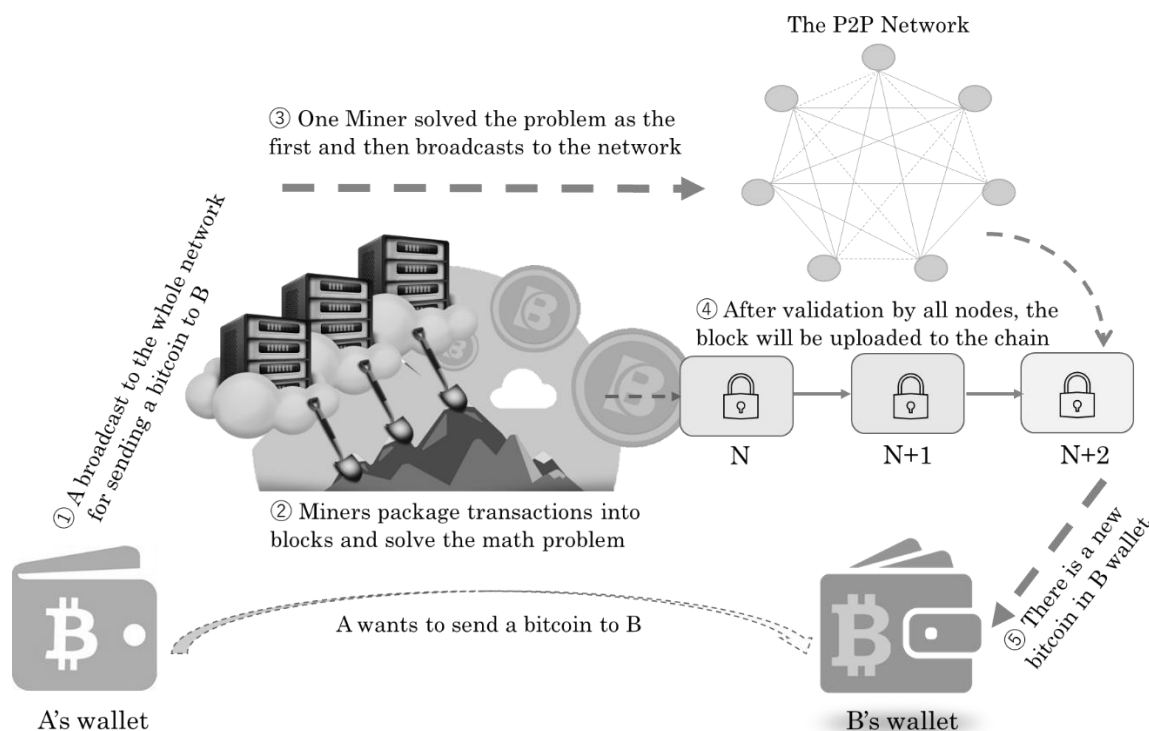 The P2P Network
③ One Miner solved the problem as the
first and then broadcasts to the network
① A broadcast to the whole network
for sending a bitcoin to B
④ After validation by all nodes, the
block will be uploaded to the chain
N
N+1
N+2
② Miners package transactions into
blocks and solve the math problem
⑤ There is a new
bitcoin in B wallet
A wants to send a bitcoin to B
A's wallet
B's wallet